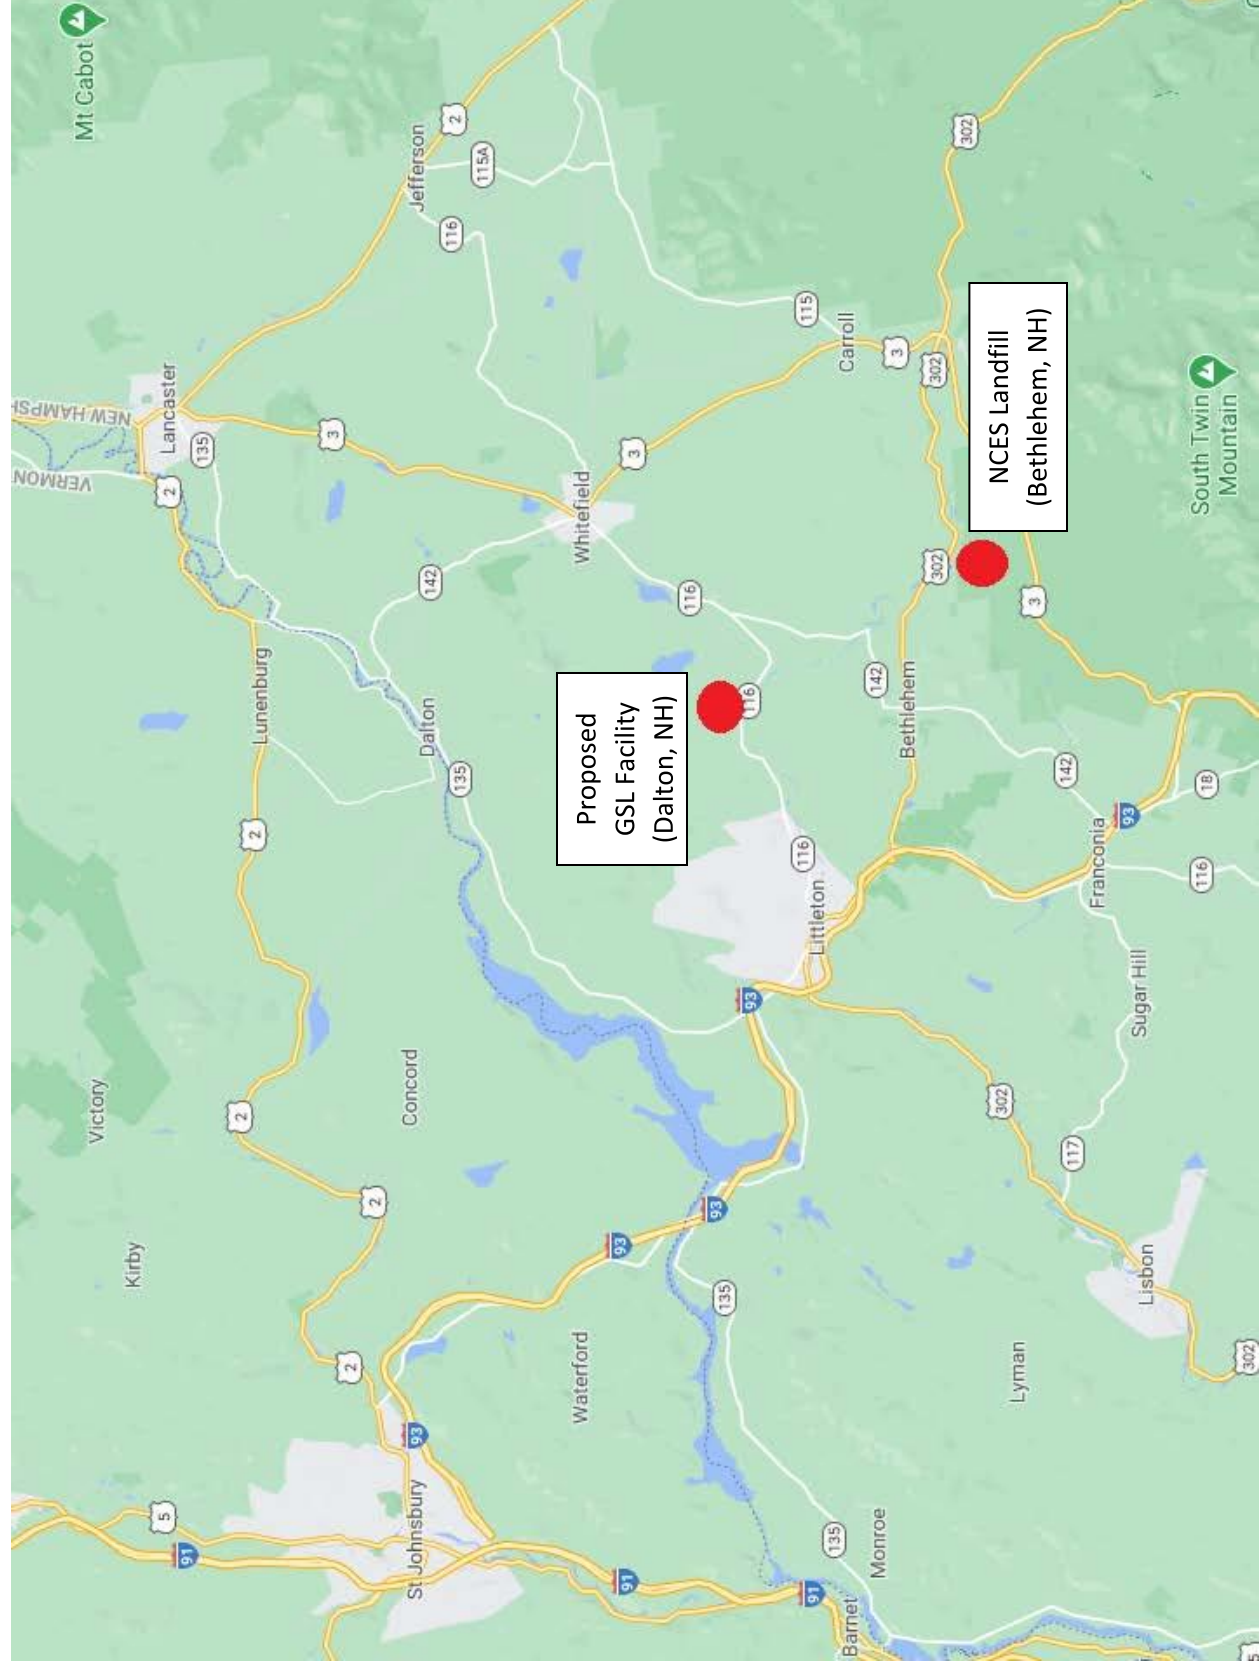 VERMON
NEW HAMPSH
Mt Cabot
Victory
Kirby
5
Lancaster
2
91
135
2
2
Lunenburg
3
2
2
Concord
St Johnsbury
93
Jefferson
Dalton
142
116
2
135
115A
Waterford
Whitefield
Proposed
GSL Facility
(Dalton, NH)
93
91
3
116
93
135
116
93
116
115
91
Littleton
135
Carroll
Barnet
142
Monroe
3
Bethlehem
302
302
302
NCES Landfill
(Bethlehem, NH)
302
Lyman
3
142
117
Franconia
93
Sugar Hill
Lisbon
116
South Twin
Mountain
18
302